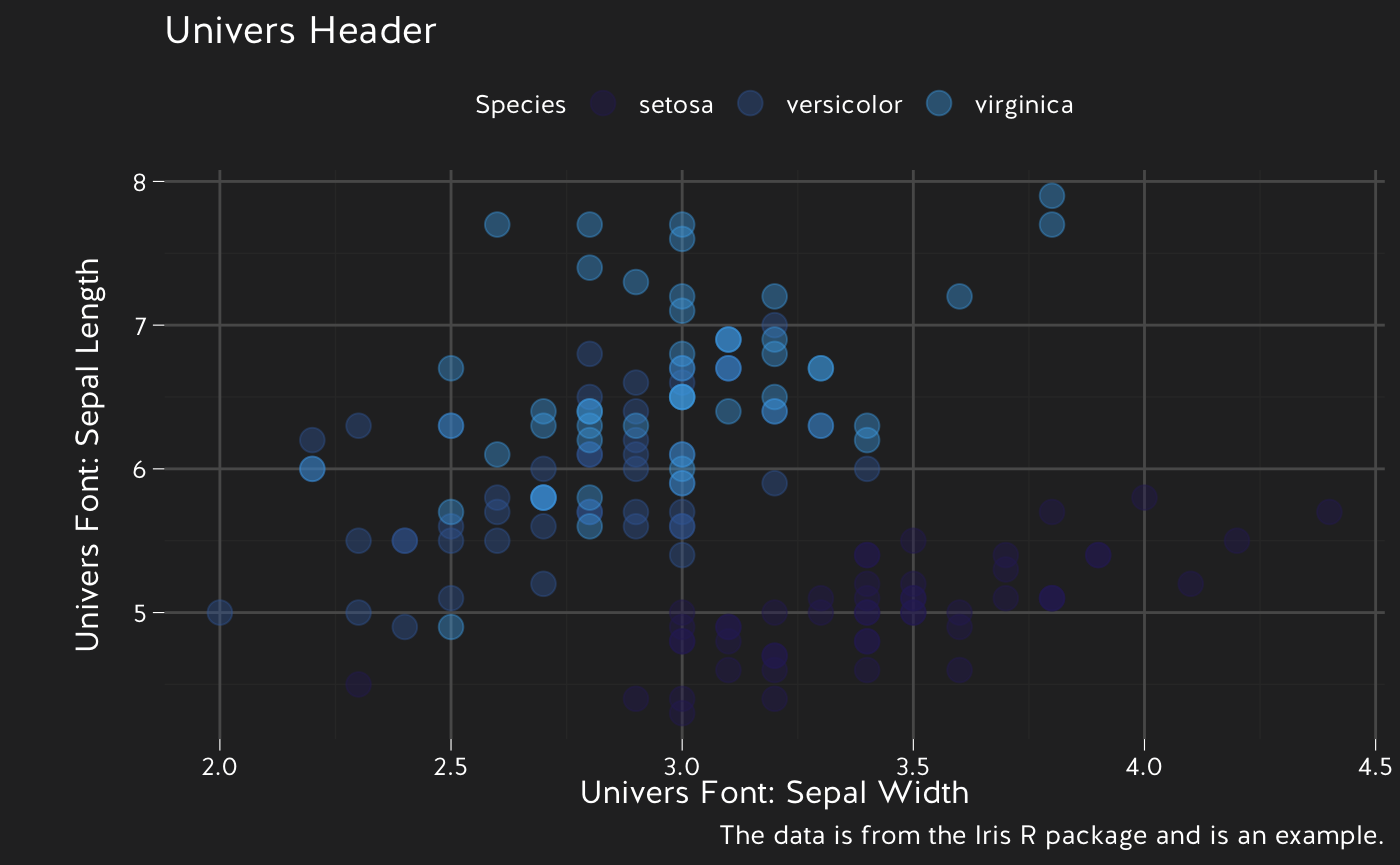 Univers Header
Species setosa versicolor virginica
Univers Font: Sepal Length
8
7
6
5
2.0 2.5 3.0 3.5 4.0 4.5
Univers Font: Sepal Width
The data is from the Iris R package and is an example.